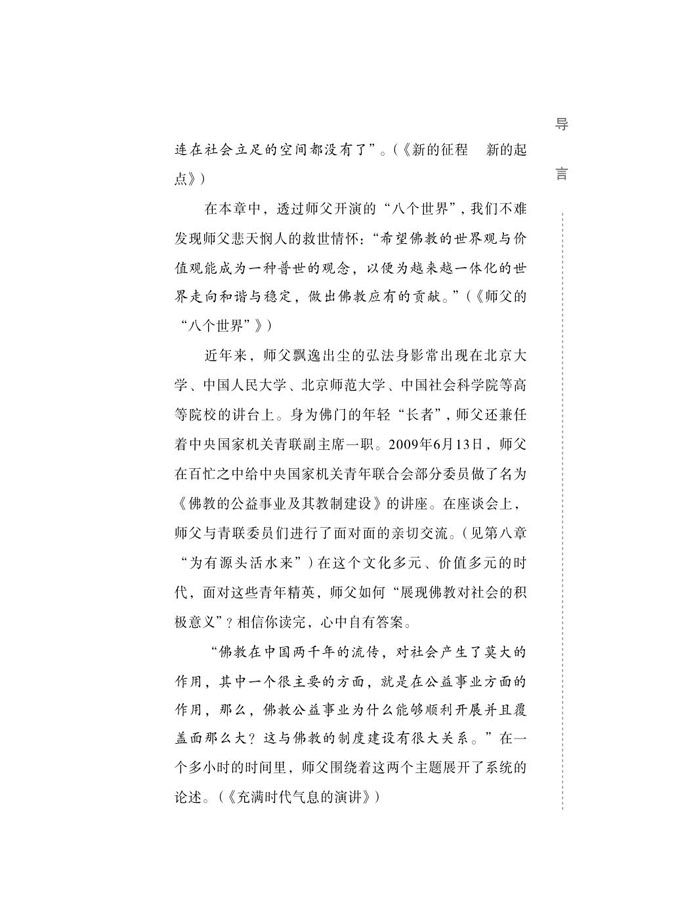 导言
连在社会立足的空间都没有了”。(《新的征程　新的起
点》)
在本章中，透过师父开演的“八个世界”，我们不难
发现师父悲天悯人的救世情怀：“希望佛教的世界观与价
值观能成为一种普世的观念，以便为越来越一体化的世
界走向和谐与稳定，做出佛教应有的贡献。”(《师父的
“八个世界”》)
近年来，师父飘逸出尘的弘法身影常出现在北京大
学、中国人民大学、北京师范大学、中国社会科学院等高
等院校的讲台上。身为佛门的年轻“长者”，师父还兼任
着中央国家机关青联副主席一职。2009年6月13日，师父
在百忙之中给中央国家机关青年联合会部分委员做了名为
《佛教的公益事业及其教制建设》的讲座。在座谈会上，
师父与青联委员们进行了面对面的亲切交流。(见第八章
“为有源头活水来”)在这个文化多元、价值多元的时
代，面对这些青年精英，师父如何“展现佛教对社会的积
极意义”？相信你读完，心中自有答案。
“佛教在中国两千年的流传，对社会产生了莫大的
作用，其中一个很主要的方面，就是在公益事业方面的
作用，那么，佛教公益事业为什么能够顺利开展并且覆
盖面那么大？这与佛教的制度建设有很大关系。”在一
个多小时的时间里，师父围绕着这两个主题展开了系统的
论述。(《充满时代气息的演讲》)